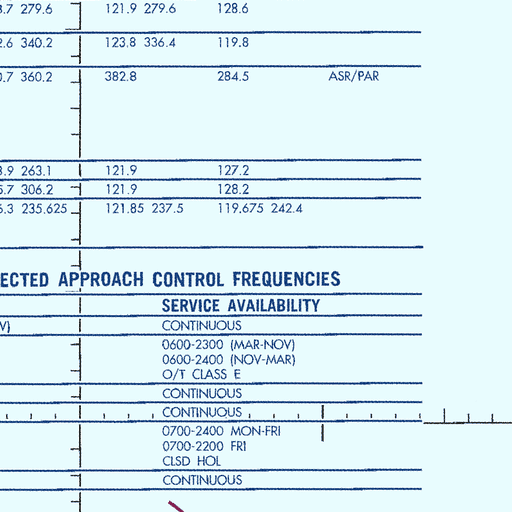 .7 279.6 121.9 279.6 128.6
2.6 340.2 123.8 336.4 119.8
0.7 360.2 382.8 284.5 ASR/PAR
.9 263.1 121.9 127.2
5.7 306.2 121.9 128.2
6.3 235.625 121.85 237.5 119.675 242.4
ECTED APPROACH CONTROL FREQUENCIES
SERVICE AVAILABILITY
V) CONTINUOUS
0600-2300 (MAR-NOV)
0600-2400 (NOV-MAR)
O/T CLASS E
CONTINUOUS
CONTINUOUS
0700-2400 MON-FRI
0700-2200 FRI
CLSD HOL
CONTINUOUS